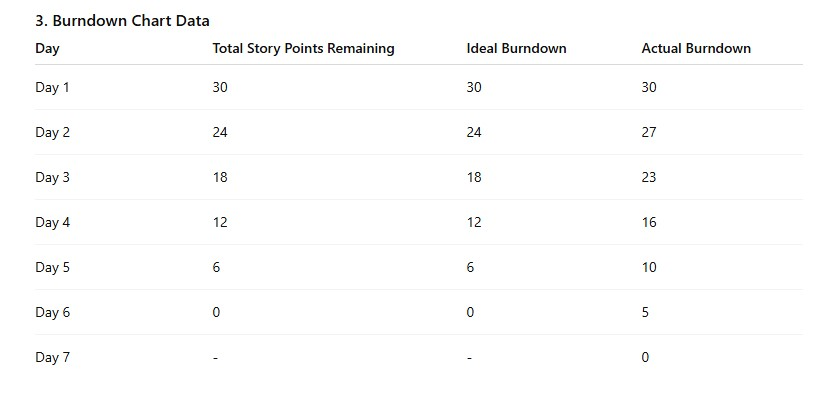 3. Burndown Chart Data
Day Total Story Points Remaining Ideal Burndown Actual Burndown
Day 1 30 30 30
Day 2 24 24 27
Day 3 18 18 23
Day 4 12 12 16
Day 5 6 6 10
Day 6 0 0 5
Day 7 - - 0